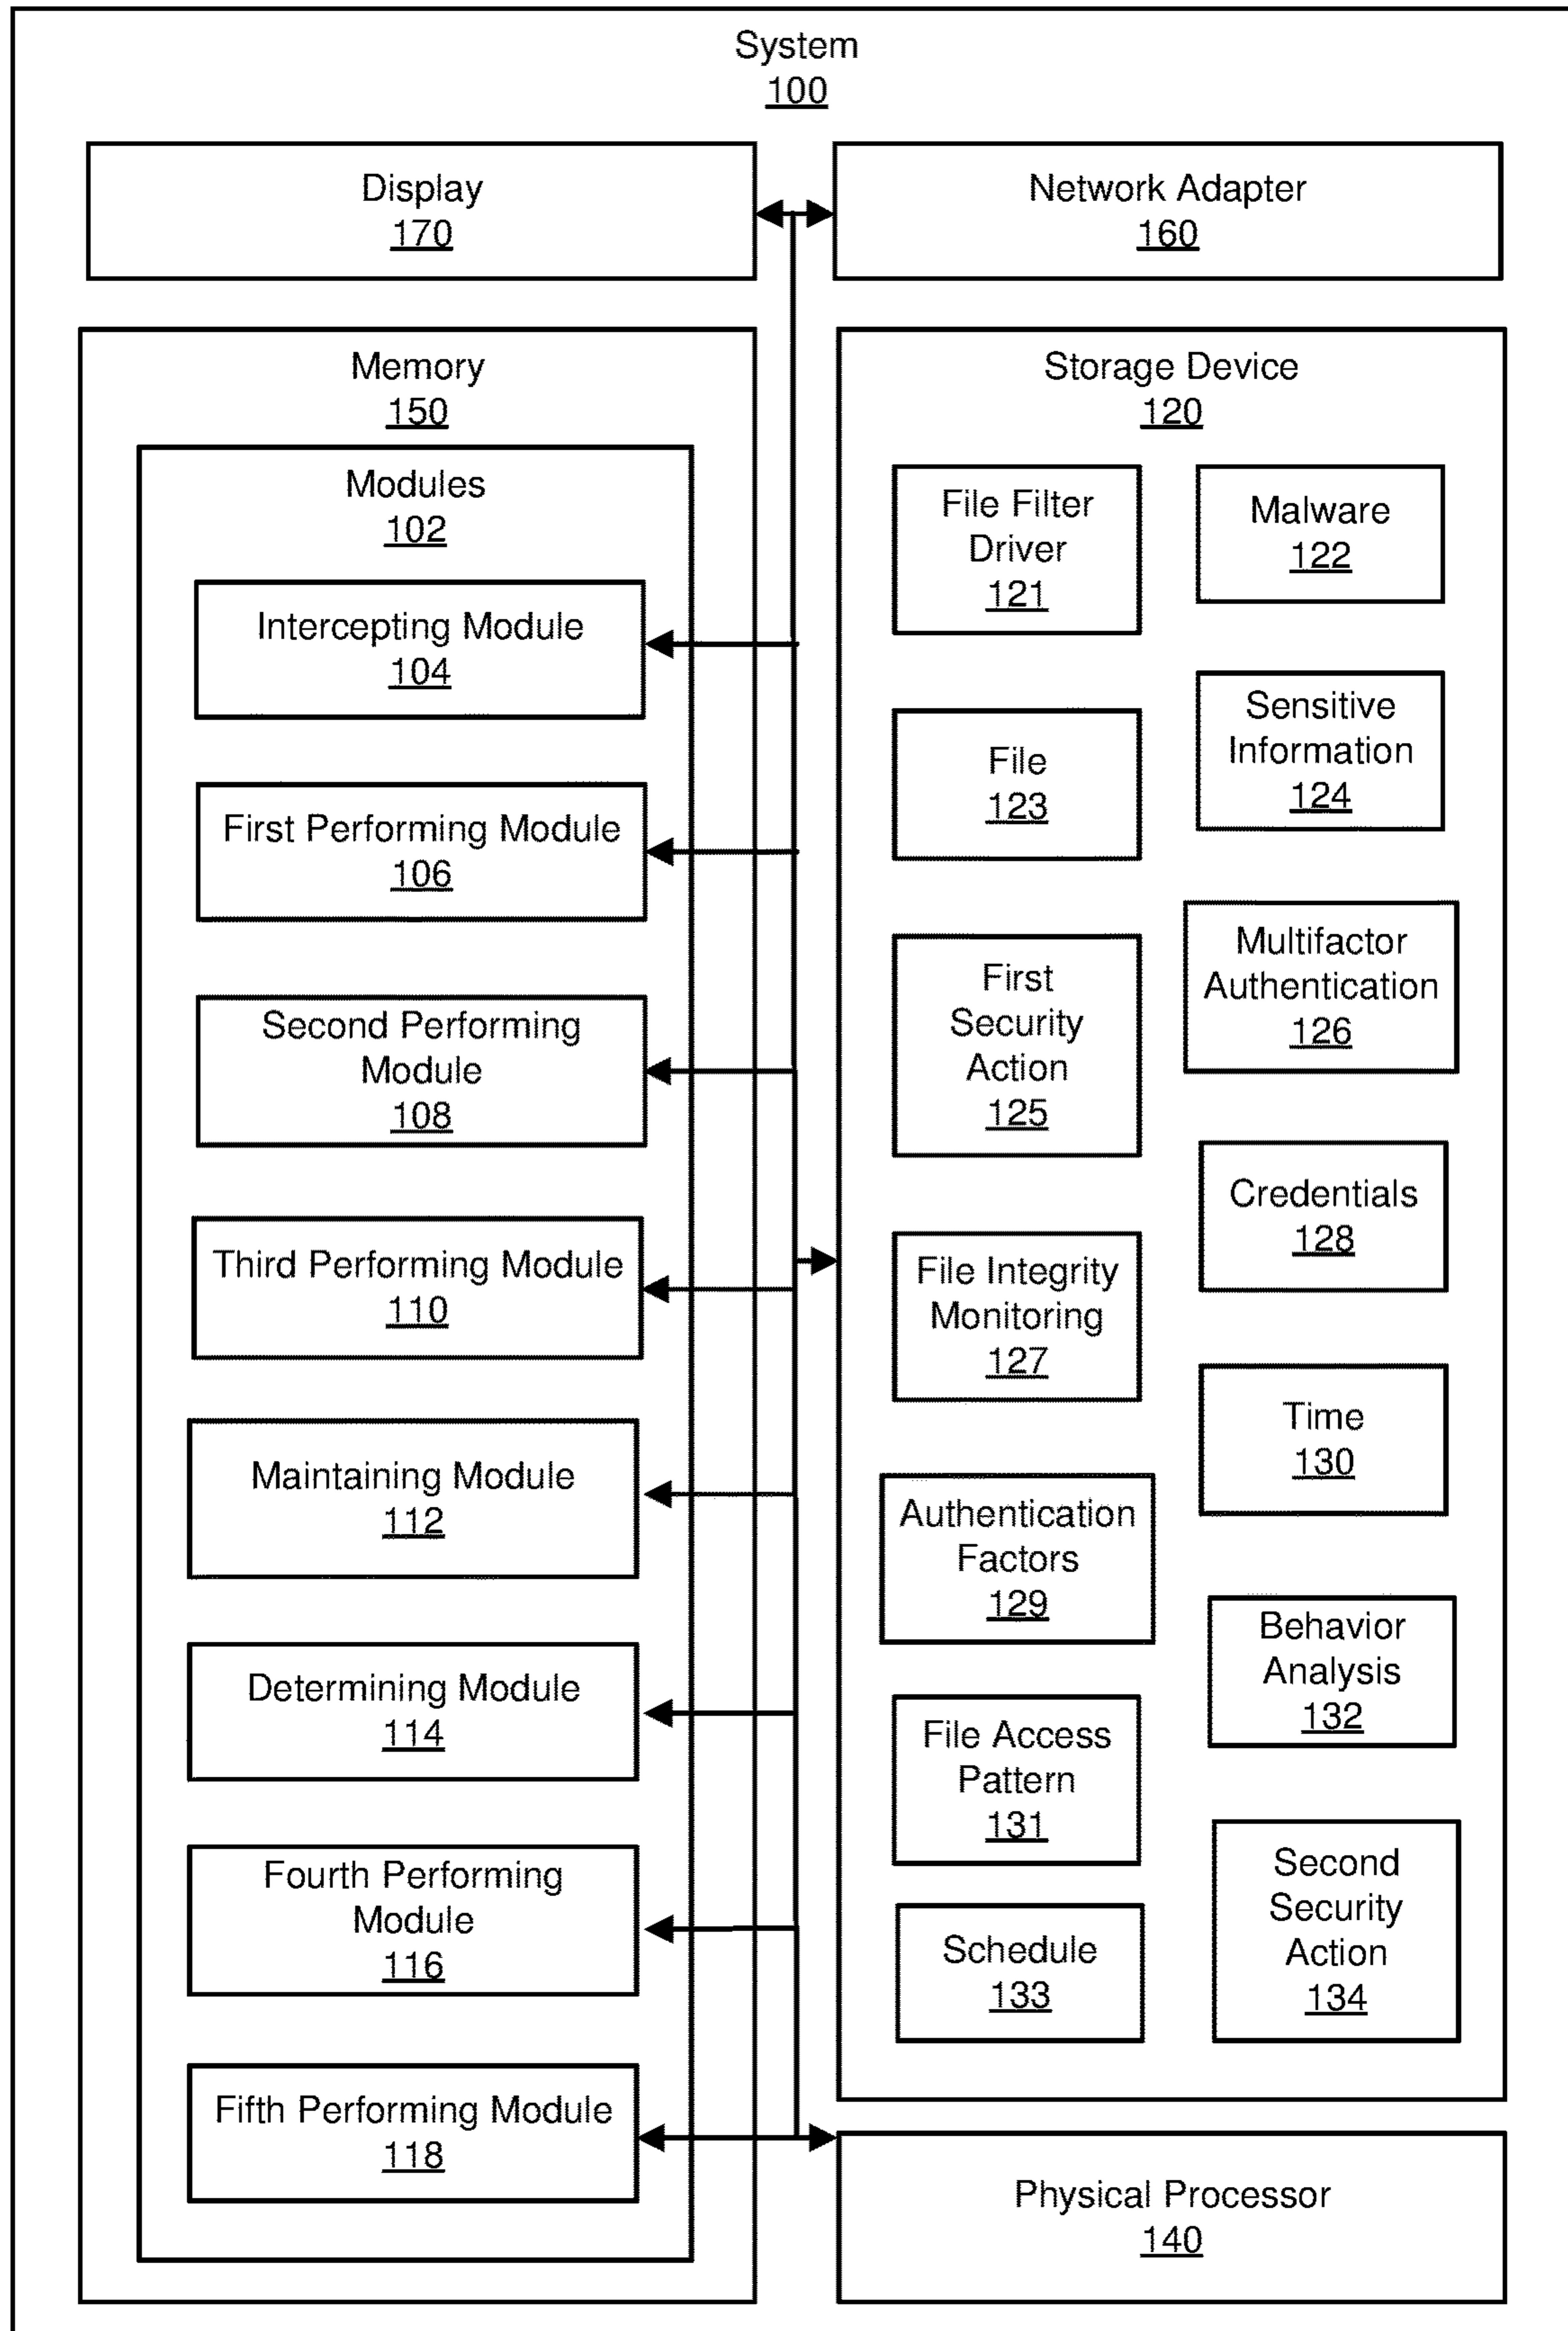 System
100
Display
170
Network Adapter
160
Memory
150
Modules
102
Intercepting Module
104
First Performing Module
106
Second Performing
Module
108
Third Performing Module
110
Maintaining Module
112
Determining Module
114
Fourth Performing
Module
116
Fifth Performing Module
118
Storage Device
120
File Filter
Driver
121
Malware
122
File
123
Sensitive
Information
124
First
Security
Action
125
Multifactor
Authentication
126
File Integrity
Monitoring
127
Credentials
128
Authentication
Factors
129
Time
130
File Access
Pattern
131
Behavior
Analysis
132
Schedule
133
Second
Security
Action
134
Physical Processor
140